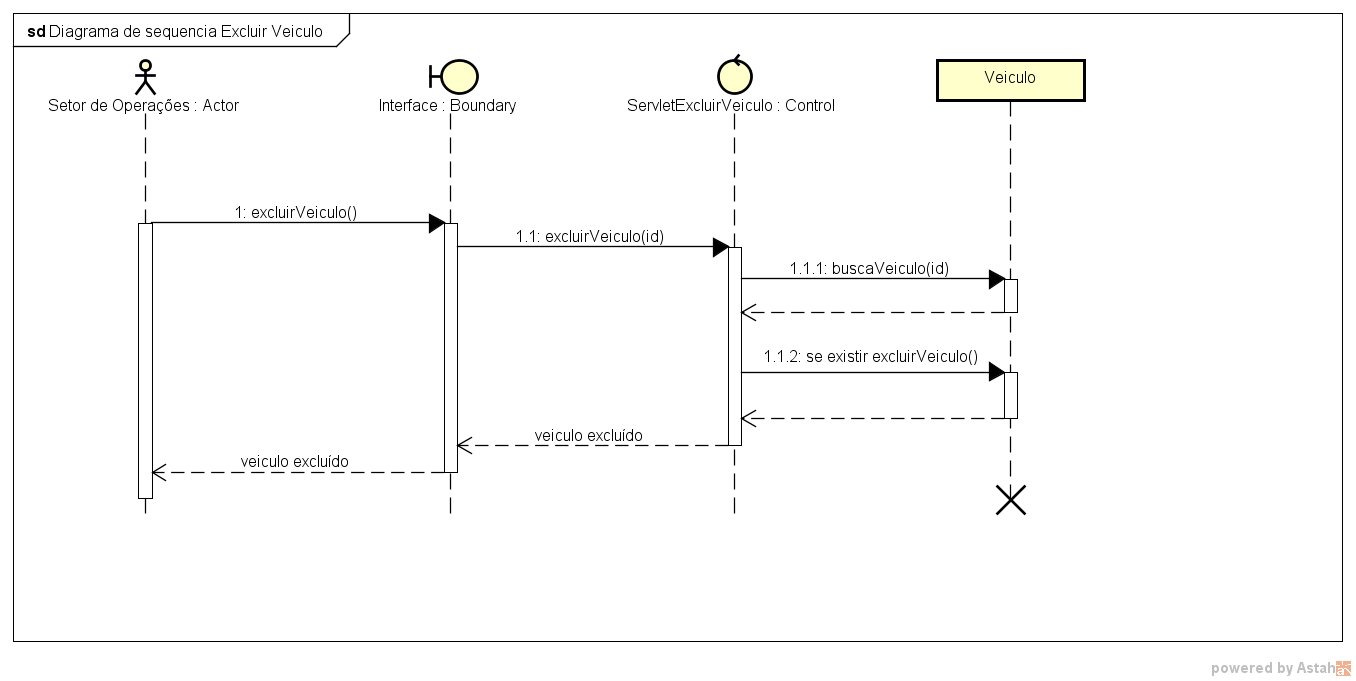 sd Diagrama de sequencia Excluir Veiculo
Setor de Operações : Actor
Interface : Boundary
ServletExcluirVeiculo : Control
Veiculo
1: excluirVeiculo()
1.1: excluirVeiculo(id)
1.1.1: buscaVeiculo(id)
1.1.2: se existir excluirVeiculo()
veiculo excluído
veiculo excluído
powered by Astah